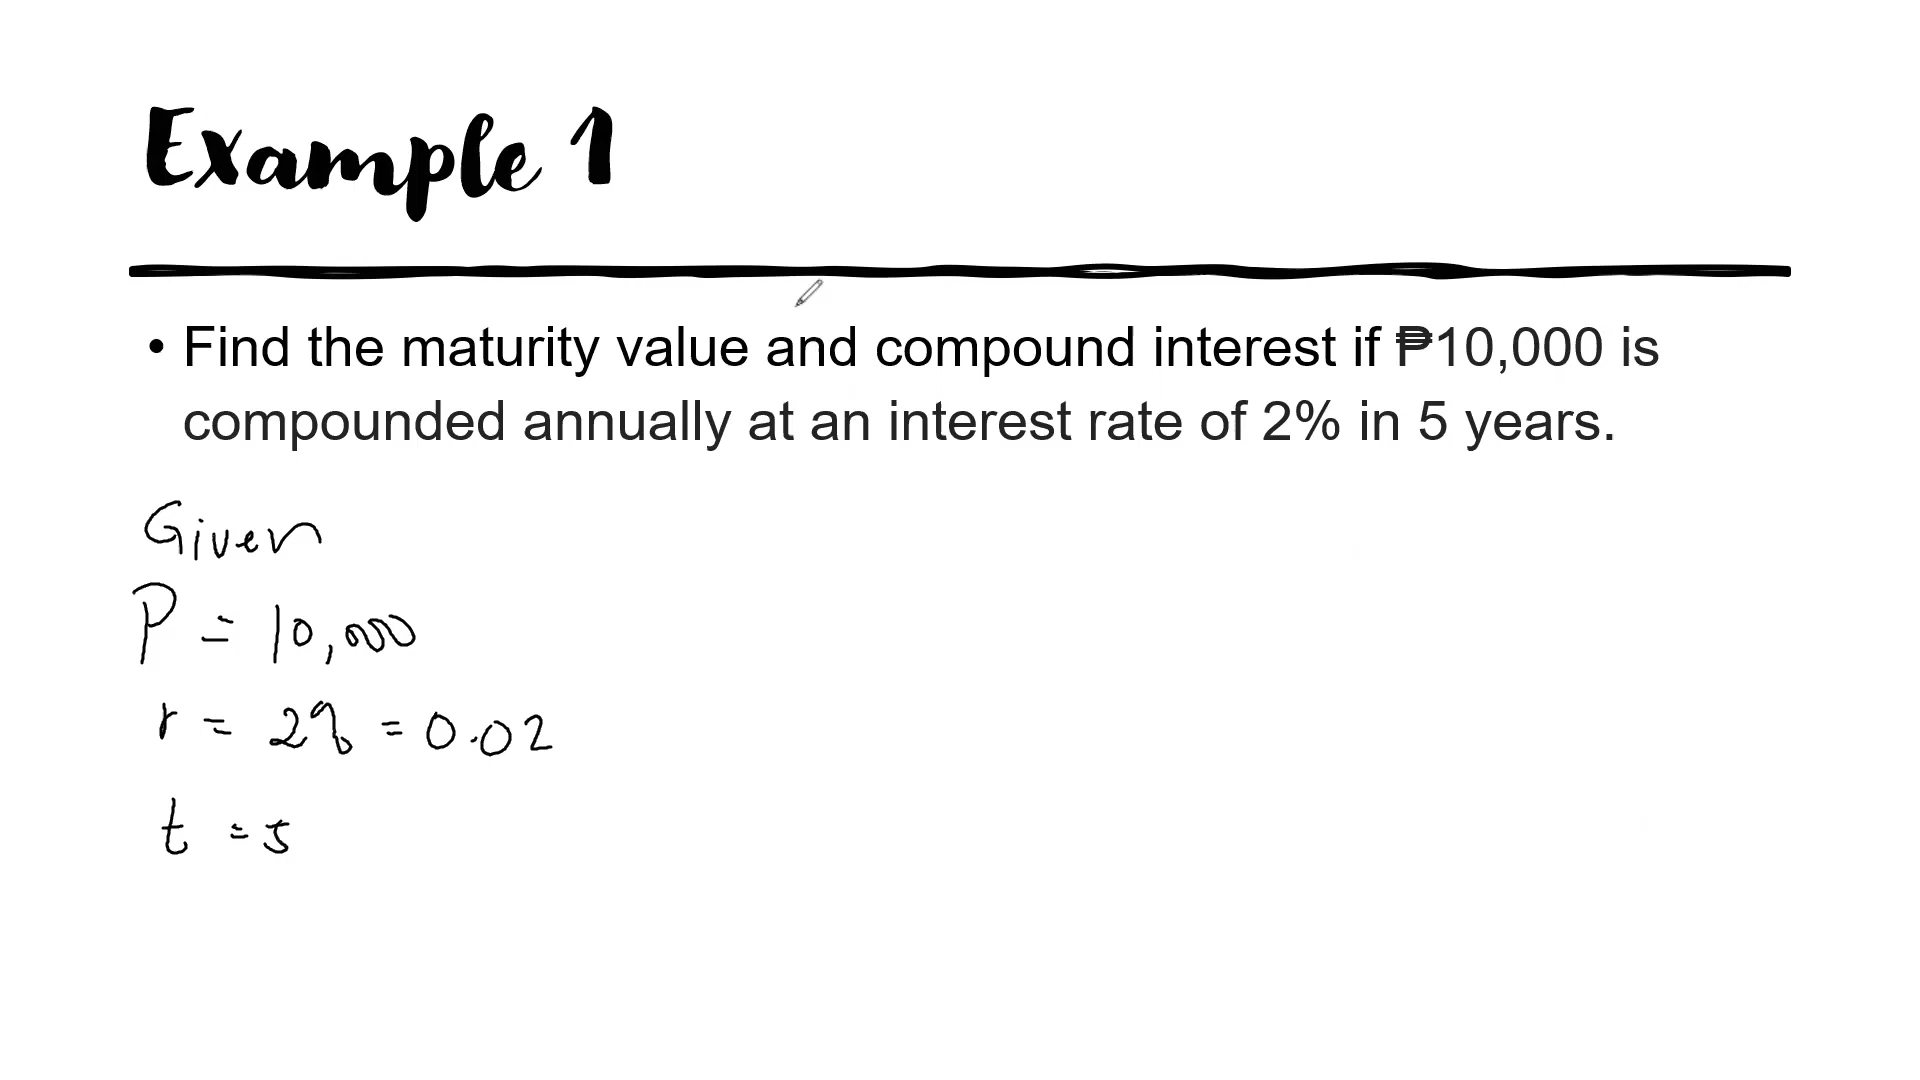 Example 1
• Find the maturity value and compound interest if ₱10,000 is
compounded annually at an interest rate of 2% in 5 years.
Given
P = 10,000
r = 2% = 0.02
t = 5